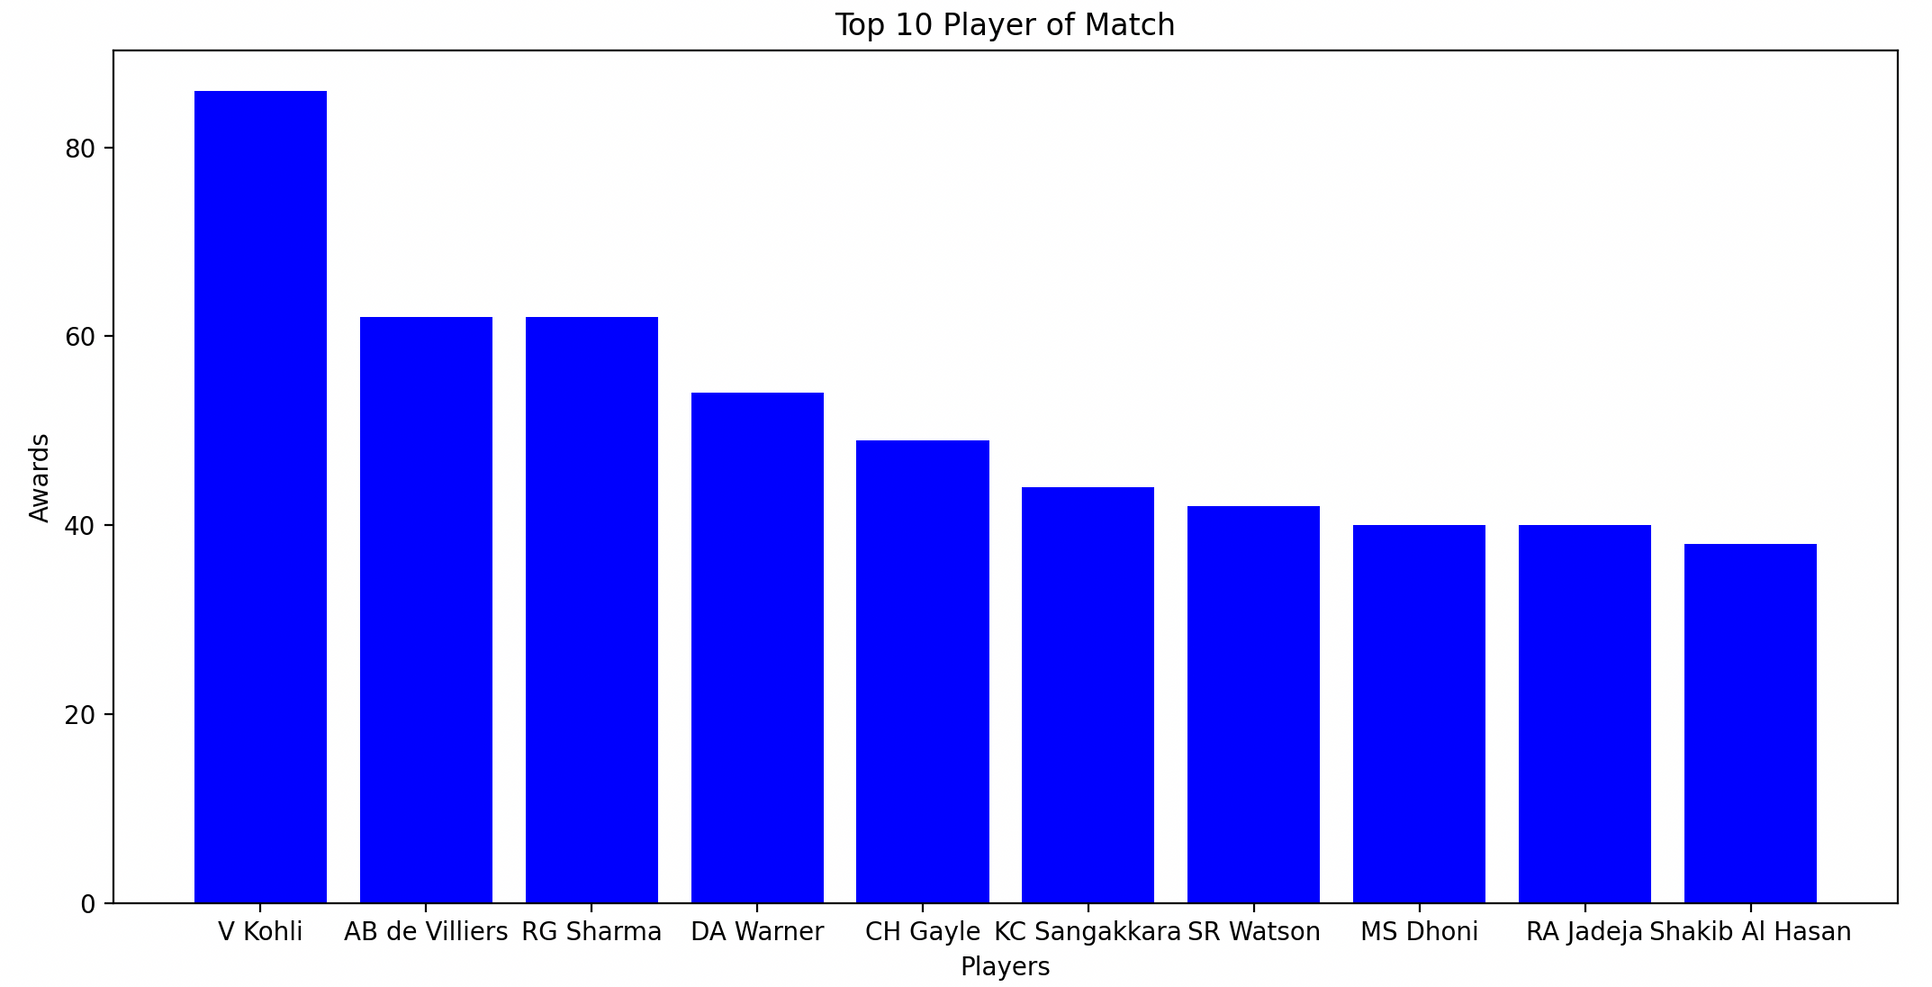 Top 10 Player of Match
Awards
80
60
40
20
0
V Kohli AB de Villiers RG Sharma DA Warner CH Gayle KC Sangakkara SR Watson MS Dhoni RA Jadeja Shakib Al Hasan
Players